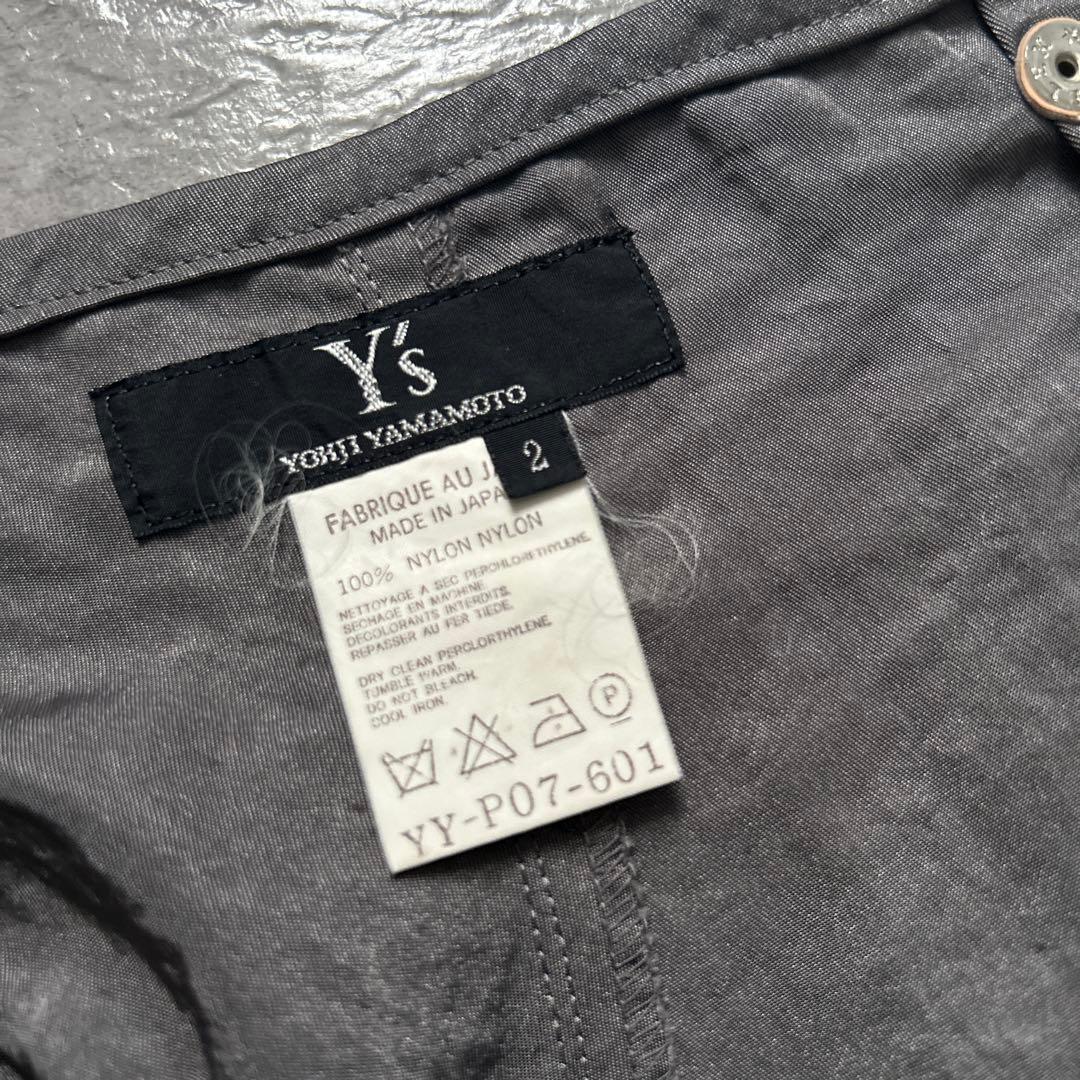 Y's
YOHJI YAMAMOTO
2
FABRIQUE AU
MADE IN JAPA
100% NYLON NYLON
NETTOYAGE A SEC PERCHLORETHYLENE.
SECHAGE EN MACHINE
DECOLORANTS INTERDITS.
REPASSER AU FER TIEDE.
DRY CLEAN PERCLORTHYLENE
TUMBLE WARM.
DO NOT BLEACH.
COOL IRON.
P
YY-P07-601